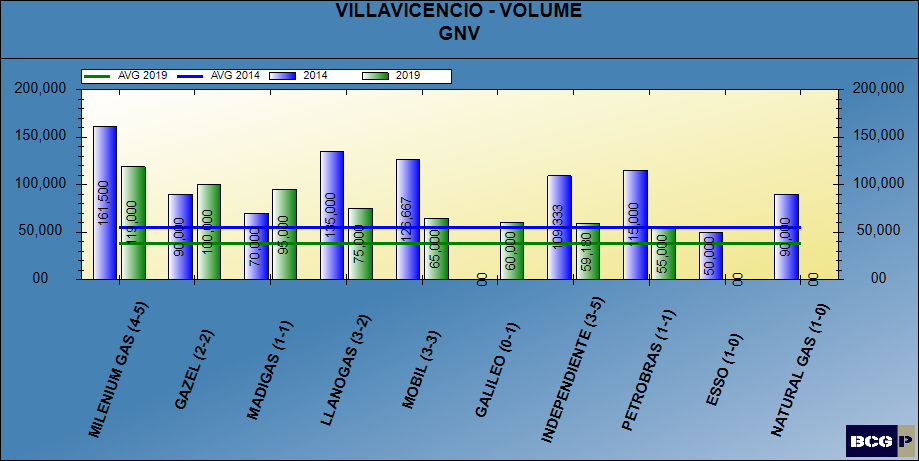 VILLAVICENCIO - VOLUME
GNV
AVG 2019 AVG 2014 2014 2019
200,000 200,000
150,000 150,000
100,000 100,000
50,000 50,000
00 00
161,500
119,000
90,000
100,000
70,000
95,000
135,000
75,000
126,667
65,000
00
60,000
109,333
59,180
115,000
55,000
50,000
00
90,000
00
MILENIUM GAS (4-5)
GAZEL (2-2)
MADIGAS (1-1)
LLANOGAS (3-2)
MOBIL (3-3)
GALILEO (0-1)
INDEPENDIENTE (3-5)
PETROBRAS (1-1)
ESSO (1-0)
NATURAL GAS (1-0)
BCG P